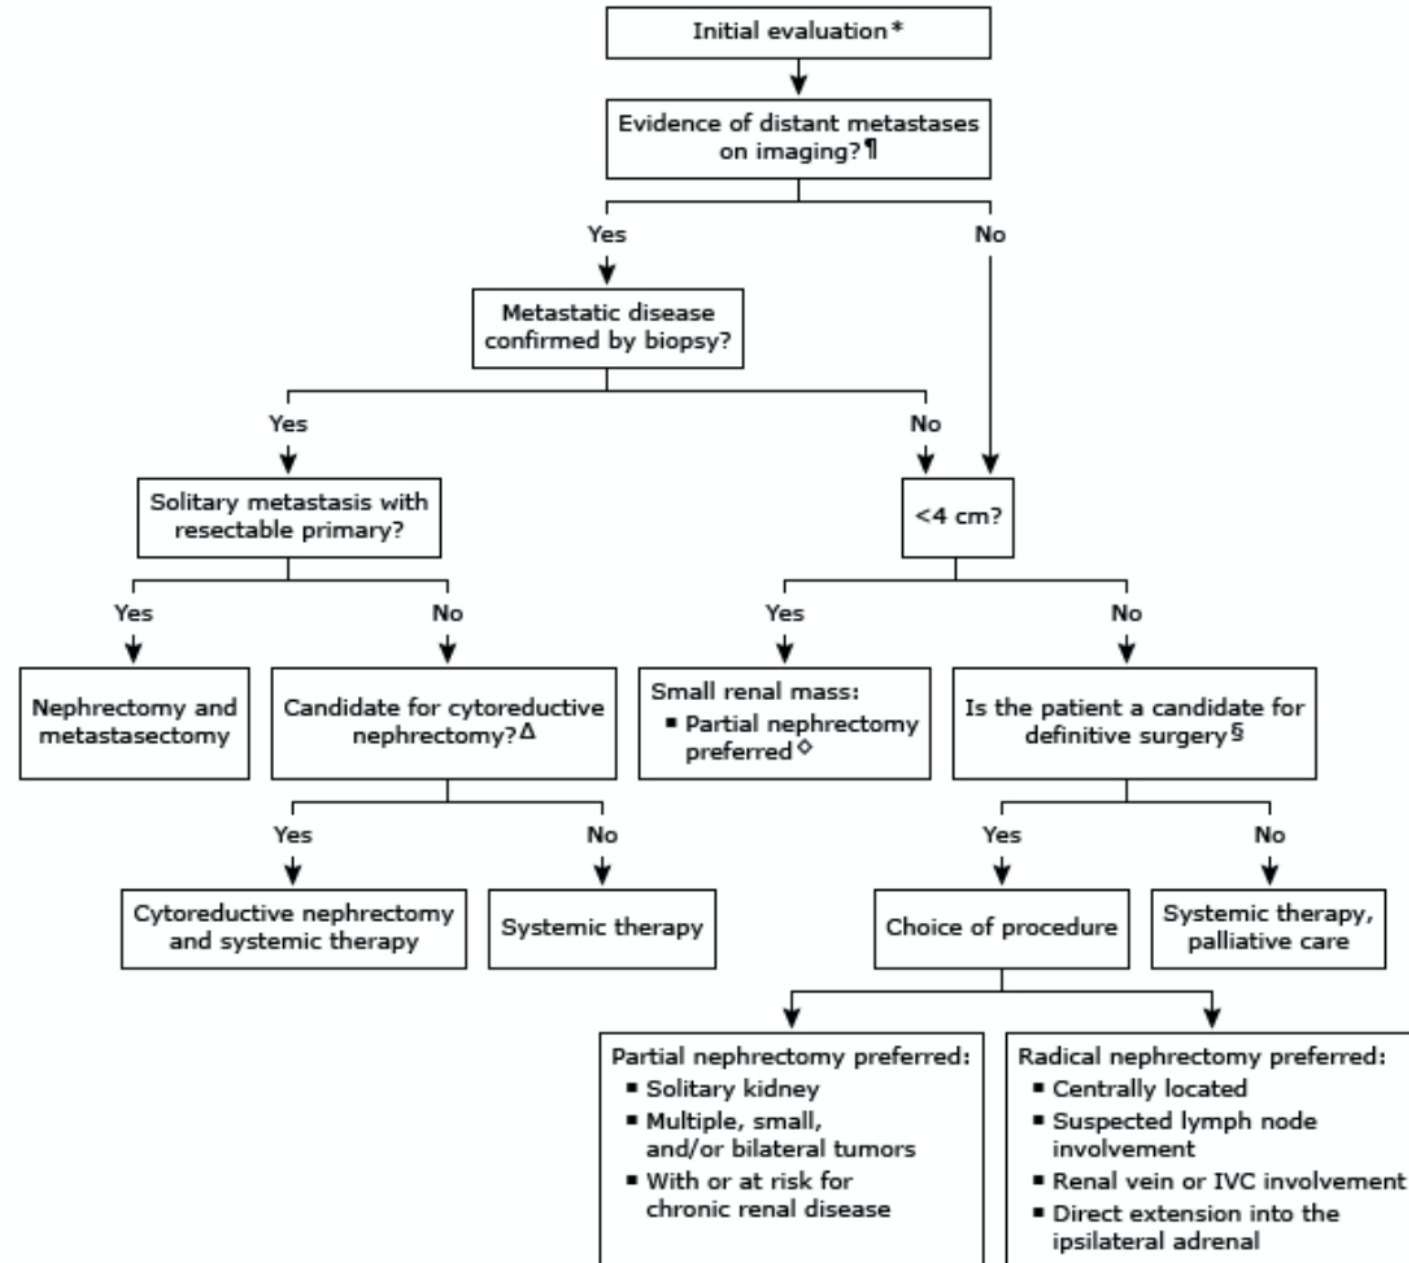 Initial evaluation*
Evidence of distant metastases
on imaging?¶
Yes
No
Metastatic disease
confirmed by biopsy?
Yes
No
Solitary metastasis with
resectable primary?
<4 cm?
Yes
No
Yes
No
Nephrectomy and
metastasectomy
Candidate for cytoreductive
nephrectomy?Δ
Small renal mass:
▪ Partial nephrectomy
preferred◇
Is the patient a candidate for
definitive surgery§
Yes
No
Yes
No
Cytoreductive nephrectomy
and systemic therapy
Systemic therapy
Choice of procedure
Systemic therapy,
palliative care
Partial nephrectomy preferred:
▪ Solitary kidney
▪ Multiple, small,
and/or bilateral tumors
▪ With or at risk for
chronic renal disease
Radical nephrectomy preferred:
▪ Centrally located
▪ Suspected lymph node
involvement
▪ Renal vein or IVC involvement
▪ Direct extension into the
ipsilateral adrenal